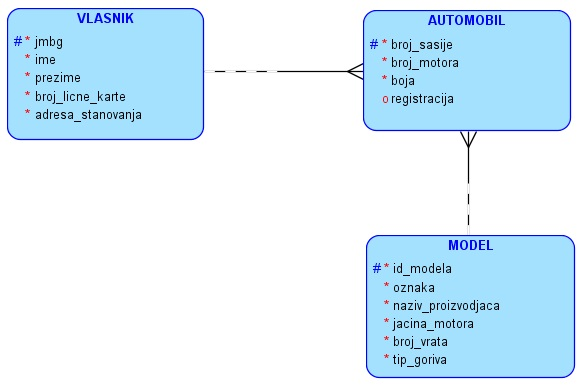 VLASNIK
# * jmbg
* ime
* prezime
* broj_licne_karte
* adresa_stanovanja
AUTOMOBIL
# * broj_sasije
* broj_motora
* boja
o registracija
MODEL
# * id_modela
* oznaka
* naziv_proizvodjaca
* jacina_motora
* broj_vrata
* tip_goriva